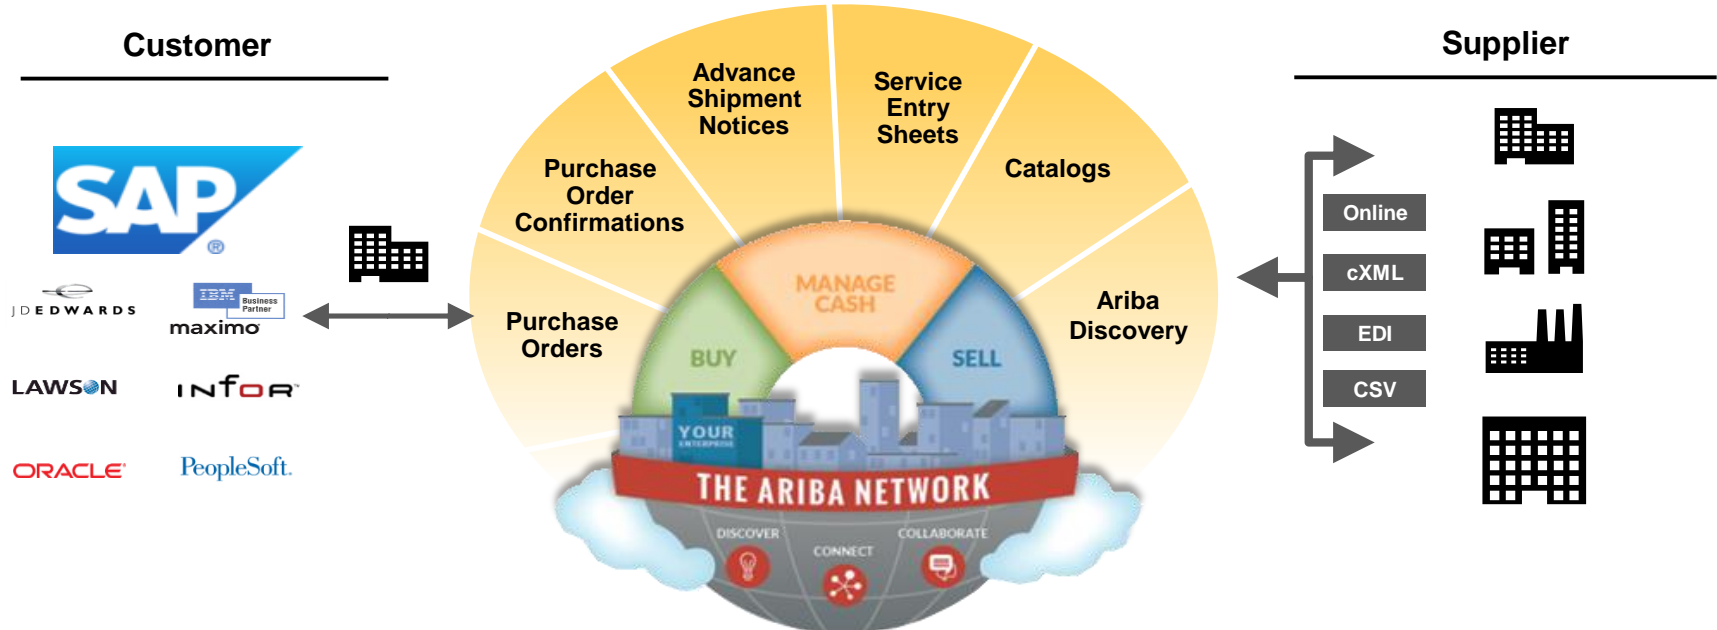 Customer
SAP
®
JDEDWARDS
IBM
Business
Partner
maximo
LAWSON
INFOR™
ORACLE®
PeopleSoft.
Purchase
Orders
Purchase
Order
Confirmations
Advance
Shipment
Notices
Service
Entry
Sheets
Catalogs
Ariba
Discovery
BUY
MANAGE
CASH
SELL
YOUR
ENTERPRISE
THE ARIBA NETWORK
DISCOVER
CONNECT
COLLABORATE
Supplier
Online
cXML
EDI
CSV